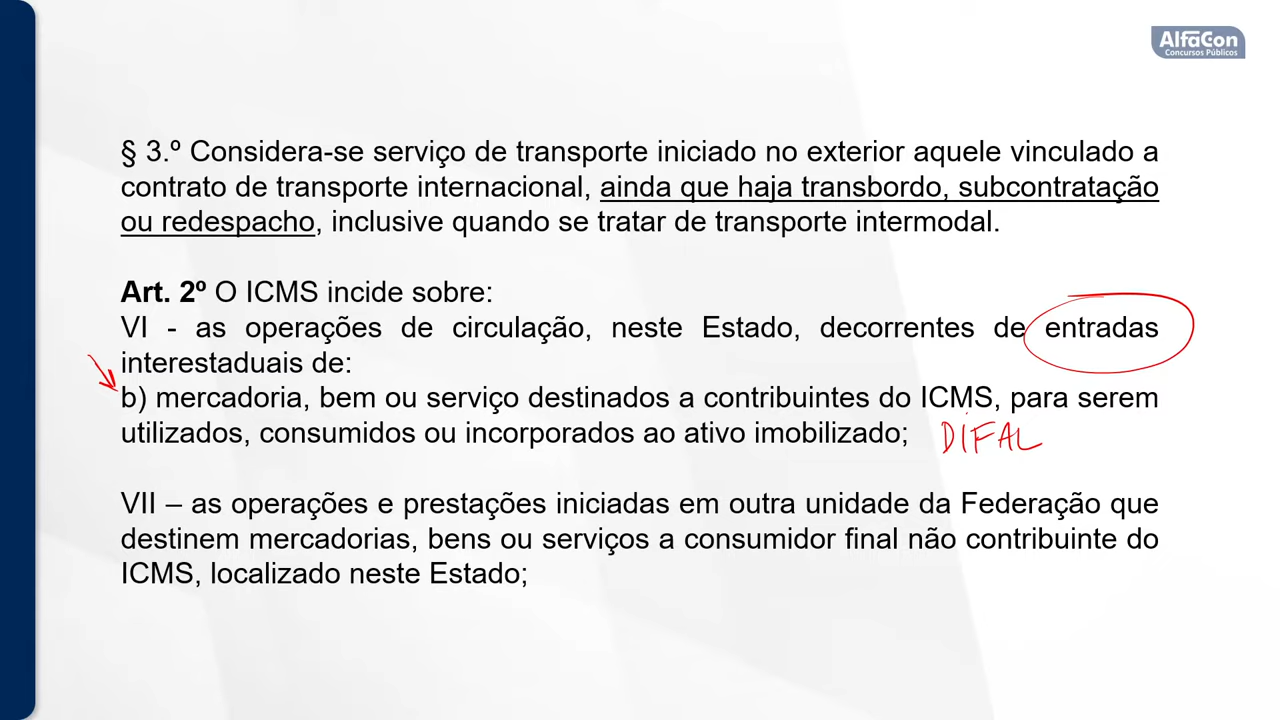 AlfaCon
Concursos Públicos
§ 3.º Considera-se serviço de transporte iniciado no exterior aquele vinculado a
contrato de transporte internacional, ainda que haja transbordo, subcontratação
ou redespacho, inclusive quando se tratar de transporte intermodal.
Art. 2º O ICMS incide sobre:
VI - as operações de circulação, neste Estado, decorrentes de entradas
interestaduais de:
b) mercadoria, bem ou serviço destinados a contribuintes do ICMS, para serem
utilizados, consumidos ou incorporados ao ativo imobilizado; DIFAL
VII – as operações e prestações iniciadas em outra unidade da Federação que
destinem mercadorias, bens ou serviços a consumidor final não contribuinte do
ICMS, localizado neste Estado;